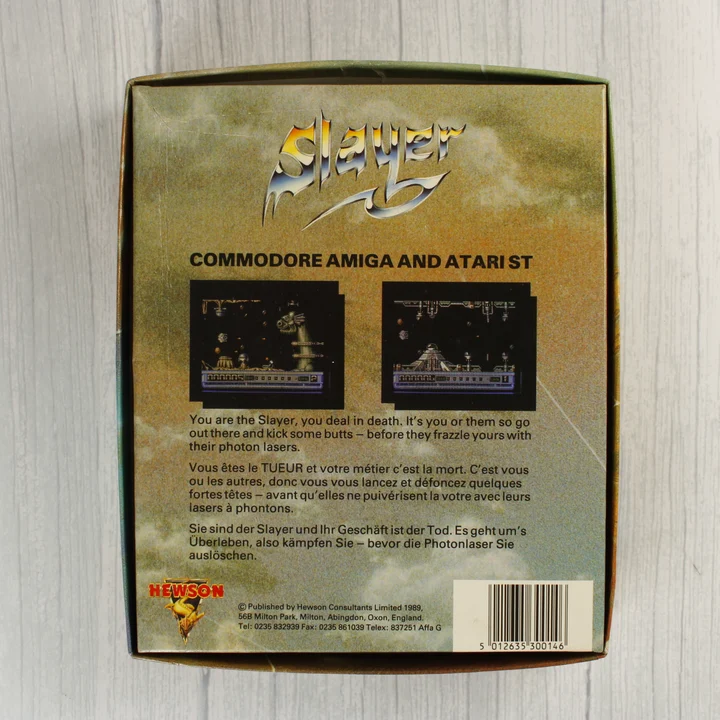 Slayer
COMMODORE AMIGA AND ATARI ST
You are the Slayer, you deal in death. It's you or them so go
out there and kick some butts – before they frazzle yours with
their photon lasers.
Vous êtes le TUEUR et votre métier c'est la mort. C'est vous
ou les autres, donc vous vous lancez et défoncez quelques
fortes têtes – avant qu'elles ne puivérisent la votre avec leurs
lasers à phontons.
Sie sind der Slayer und Ihr Geschäft ist der Tod. Es geht um's
Überleben, also kämpfen Sie – bevor die Photonlaser Sie
auslöschen.
HEWSON
© Published by Hewson Consultants Limited 1989,
56B Milton Park, Milton, Abingdon, Oxon, England.
Tel: 0235 832939 Fax: 0235 861039 Telex: 837251 Affa G
5 012635 300146